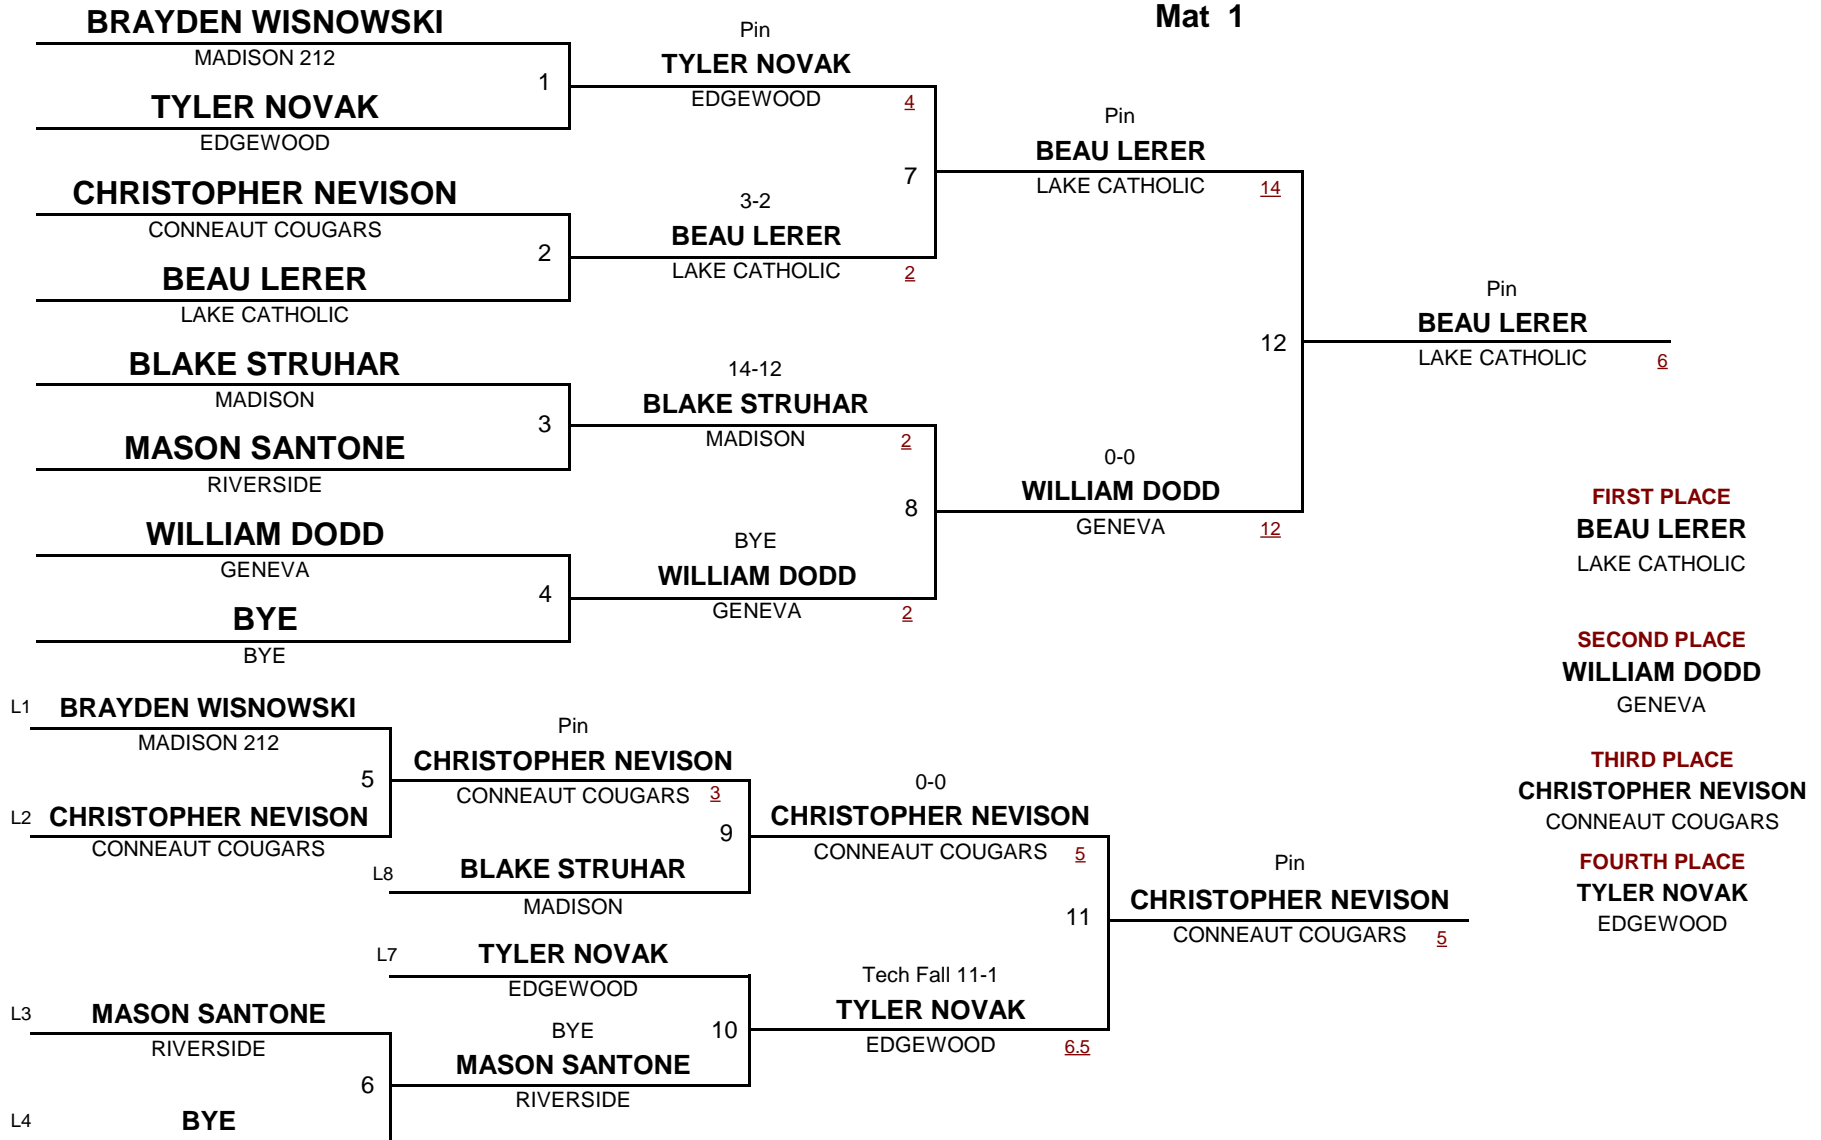 Mat 1
BRAYDEN WISNOWSKI
MADISON 212
1
TYLER NOVAK
EDGEWOOD
Pin
TYLER NOVAK
EDGEWOOD 4
CHRISTOPHER NEVISON
CONNEAUT COUGARS
2
BEAU LERER
LAKE CATHOLIC
3-2
BEAU LERER
LAKE CATHOLIC 2
7
Pin
BEAU LERER
LAKE CATHOLIC 14
BLAKE STRUHAR
MADISON
3
MASON SANTONE
RIVERSIDE
14-12
BLAKE STRUHAR
MADISON 2
WILLIAM DODD
GENEVA
4
BYE
BYE
BYE
WILLIAM DODD
GENEVA 2
8
0-0
WILLIAM DODD
GENEVA 12
12
Pin
BEAU LERER
LAKE CATHOLIC 6
FIRST PLACE
BEAU LERER
LAKE CATHOLIC
SECOND PLACE
WILLIAM DODD
GENEVA
THIRD PLACE
CHRISTOPHER NEVISON
CONNEAUT COUGARS
FOURTH PLACE
TYLER NOVAK
EDGEWOOD
L1 BRAYDEN WISNOWSKI
MADISON 212
5
L2 CHRISTOPHER NEVISON
CONNEAUT COUGARS
Pin
CHRISTOPHER NEVISON
CONNEAUT COUGARS 3
9
L8 BLAKE STRUHAR
MADISON
0-0
CHRISTOPHER NEVISON
CONNEAUT COUGARS 5
L7 TYLER NOVAK
EDGEWOOD
L3 MASON SANTONE
RIVERSIDE
6
L4 BYE
BYE
MASON SANTONE
RIVERSIDE
10
Tech Fall 11-1
TYLER NOVAK
EDGEWOOD 6.5
11
Pin
CHRISTOPHER NEVISON
CONNEAUT COUGARS 5